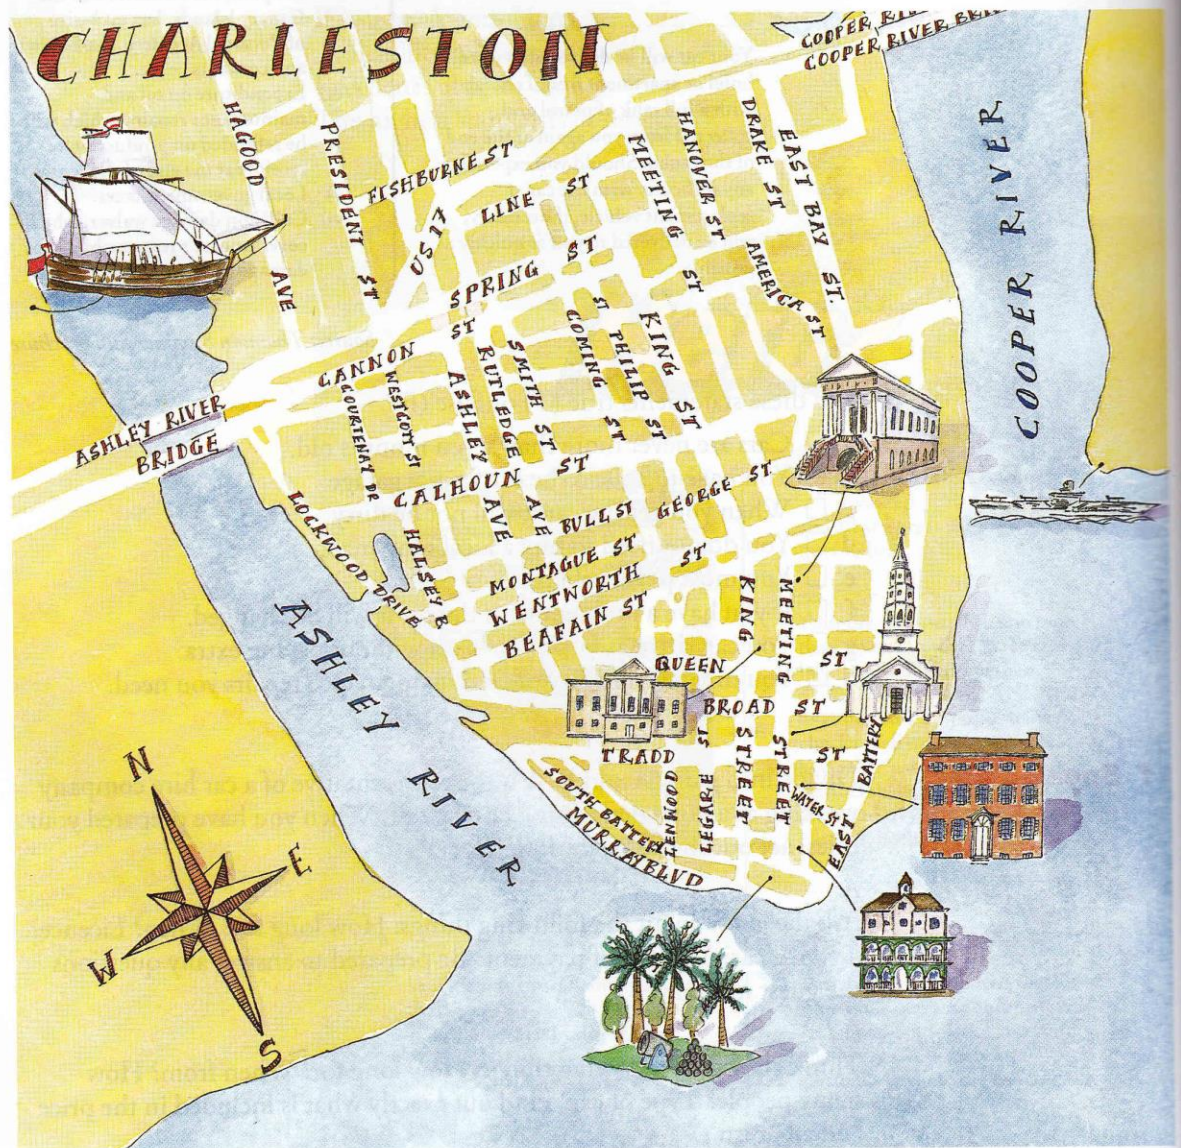 CHARLESTON
COOPER RIVER BRI
HAGOOD
AVE
PRESIDENT
ST
FISHBURNE ST
US 17
LINE ST
SPRING ST
MEETING
ST
HANOVER ST
DRAKE ST
EAST BAY ST
AMERICA ST
COOPER RIVER
CANNON ST
COURTENAY DR
WESTCOTT ST
ASHLEY
AVE
RUTLEDGE
AVE
SMITH ST
COMING ST
ST PHILIP ST
KING ST
ASHLEY RIVER
BRIDGE
CALHOUN ST
LOCKWOOD DRIVE
HALSEY B
BULL ST
GEORGE ST
MONTAGUE ST
WENTWORTH ST
BEAFAIN ST
KING
STREET
MEETING
STREET
QUEEN ST
BROAD ST
TRADD ST
LEGARE ST
LENWOOD
SOUTH BATTERY
MURRAY BLVD
WATER ST
EAST BATTERY
ASHLEY RIVER
N
E
W
S